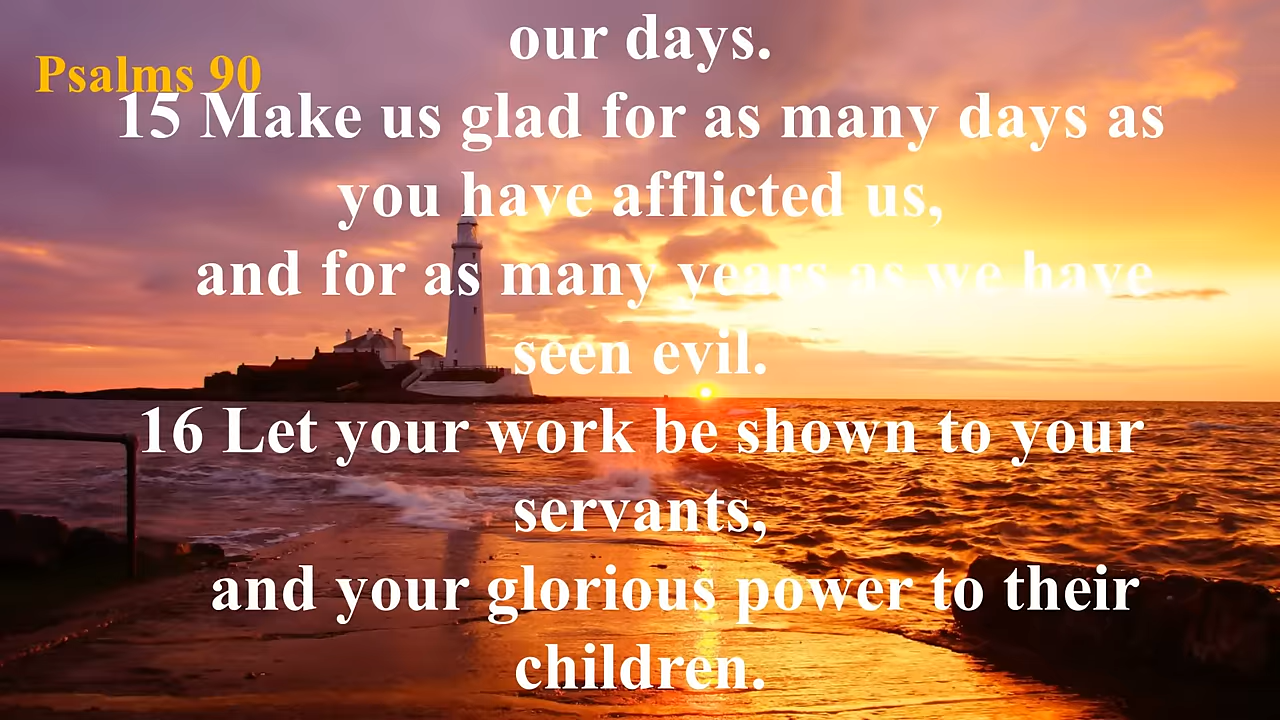 our days.
Psalms 90
15 Make us glad for as many days as
you have afflicted us,
and for as many years as we have
seen evil.
16 Let your work be shown to your
servants,
and your glorious power to their
children.